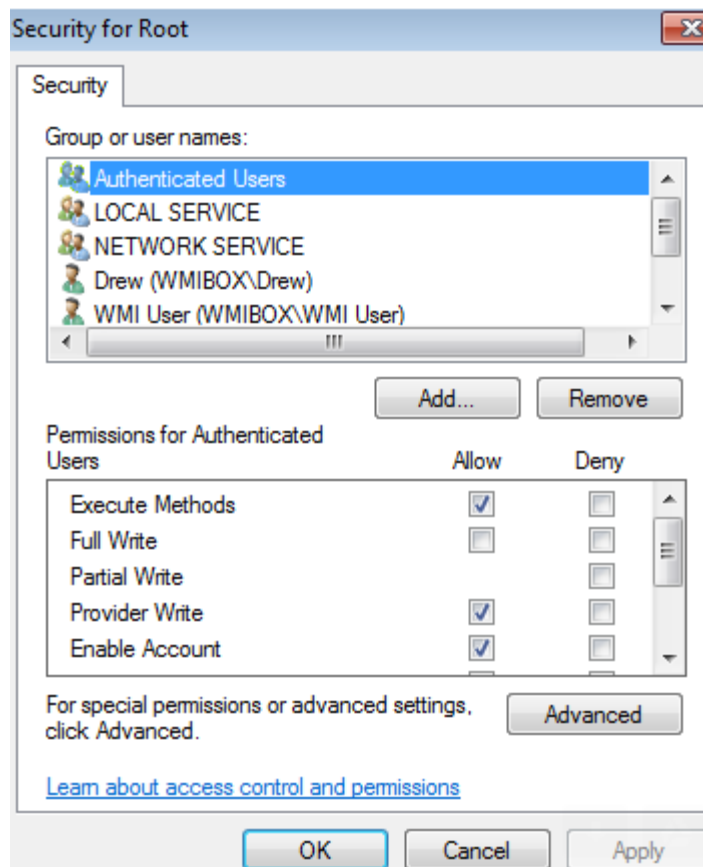 Security for Root
Security
Group or user names:
Authenticated Users
LOCAL SERVICE
NETWORK SERVICE
Drew (WMIBOX\Drew)
WMI User (WMIBOX\WMI User)
Add...
Remove
Permissions for Authenticated
Users
Allow
Deny
Execute Methods
Full Write
Partial Write
Provider Write
Enable Account
For special permissions or advanced settings,
click Advanced.
Advanced
Learn about access control and permissions
OK
Cancel
Apply